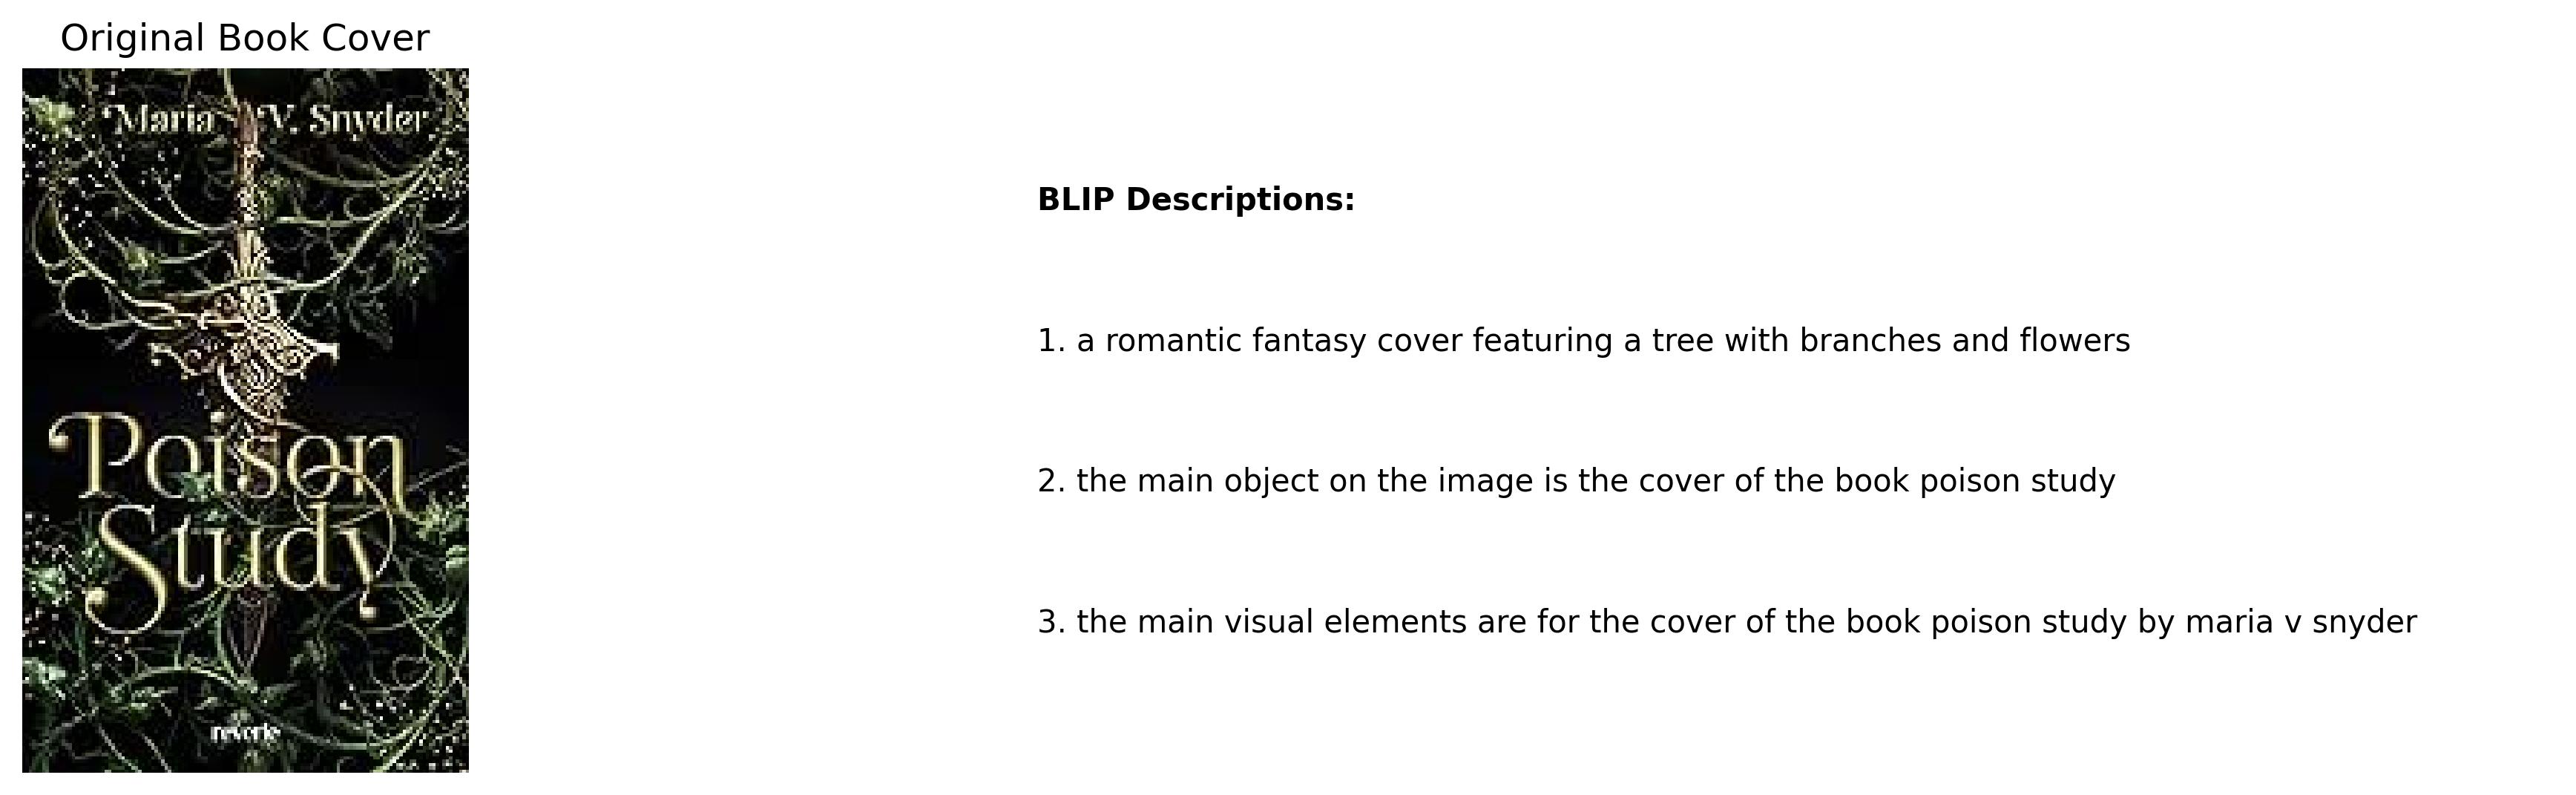 Original Book Cover
Maria V. Snyder
Poison
Study
reverie
BLIP Descriptions:
1. a romantic fantasy cover featuring a tree with branches and flowers
2. the main object on the image is the cover of the book poison study
3. the main visual elements are for the cover of the book poison study by maria v snyder